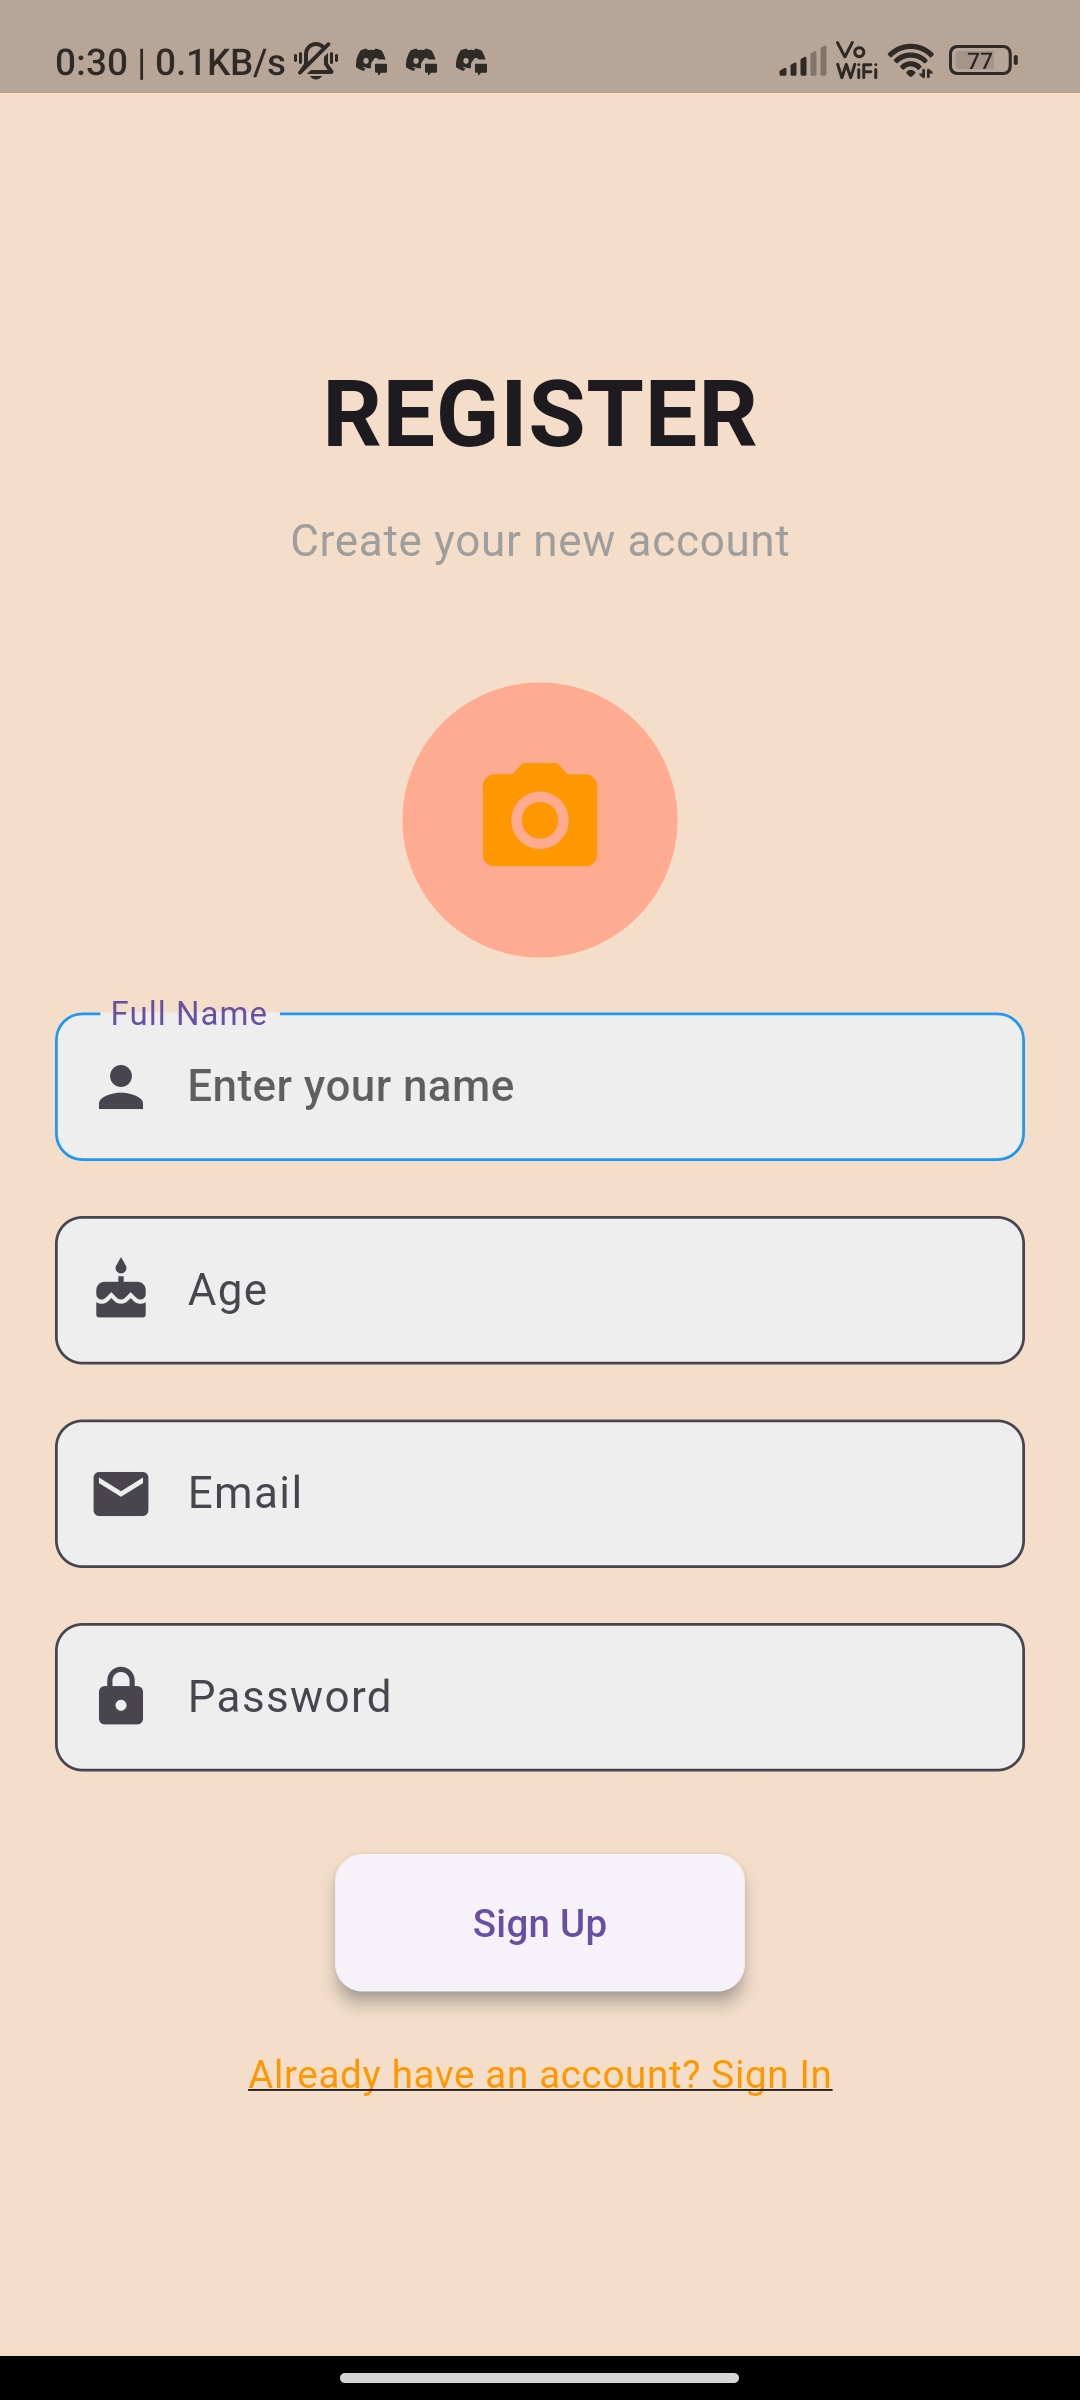 0:30 | 0.1KB/s
Vo
WiFi
77
REGISTER
Create your new account
Full Name
Enter your name
Age
Email
Password
Sign Up
Already have an account? Sign In